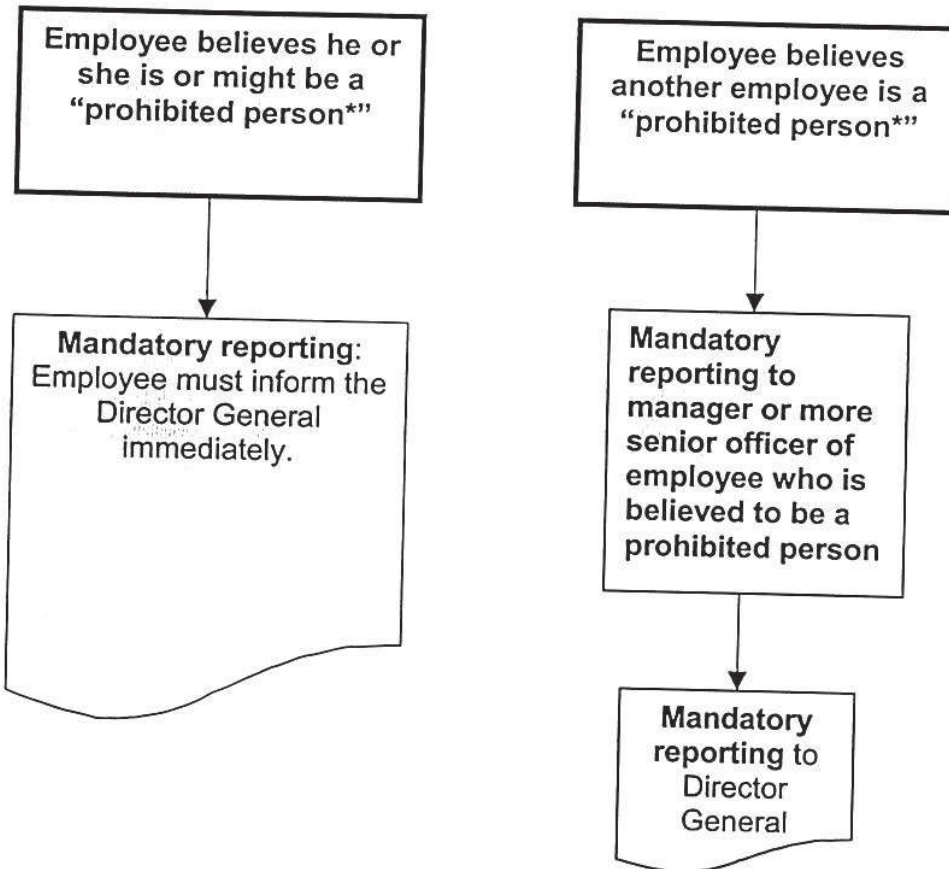 Employee believes he or
she is or might be a
“prohibited person*”
Mandatory reporting:
Employee must inform the
Director General
immediately.
Employee believes
another employee is a
“prohibited person*”
Mandatory
reporting to
manager or more
senior officer of
employee who is
believed to be a
prohibited person
Mandatory
reporting to
Director
General